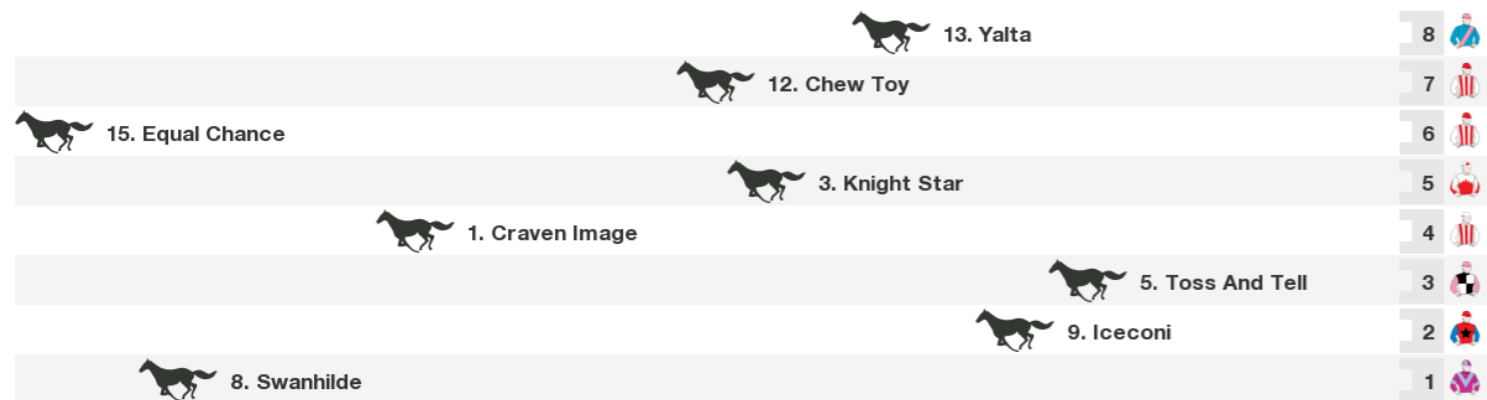 13. Yalta 8
12. Chew Toy 7
15. Equal Chance 6
3. Knight Star 5
1. Craven Image 4
5. Toss And Tell 3
9. Iceconi 2
8. Swanhilde 1